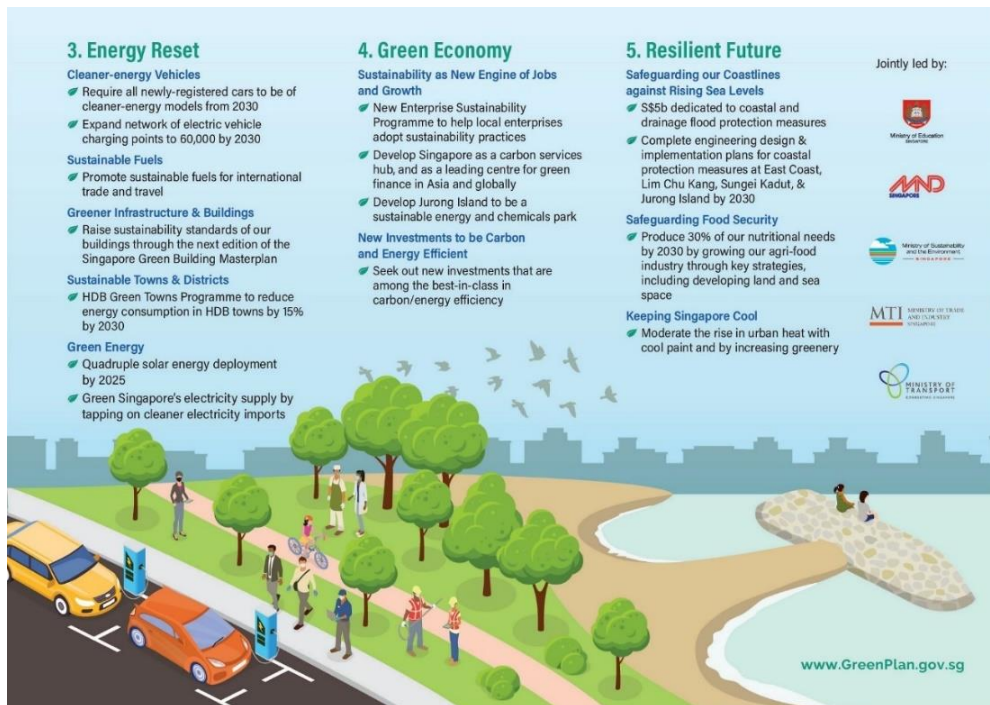 3. Energy Reset
Cleaner-energy Vehicles
Require all newly-registered cars to be of
cleaner-energy models from 2030
Expand network of electric vehicle
charging points to 60,000 by 2030
Sustainable Fuels
Promote sustainable fuels for international
trade and travel
Greener Infrastructure & Buildings
Raise sustainability standards of our
buildings through the next edition of the
Singapore Green Building Masterplan
Sustainable Towns & Districts
HDB Green Towns Programme to reduce
energy consumption in HDB towns by 15%
by 2030
Green Energy
Quadruple solar energy deployment
by 2025
Green Singapore's electricity supply by
tapping on cleaner electricity imports
4. Green Economy
Sustainability as New Engine of Jobs
and Growth
New Enterprise Sustainability
Programme to help local enterprises
adopt sustainability practices
Develop Singapore as a carbon services
hub, and as a leading centre for green
finance in Asia and globally
Develop Jurong Island to be a
sustainable energy and chemicals park
New Investments to be Carbon
and Energy Efficient
Seek out new investments that are
among the best-in-class in
carbon/energy efficiency
5. Resilient Future
Safeguarding our Coastlines
against Rising Sea Levels
S$5b dedicated to coastal and
drainage flood protection measures
Complete engineering design &
implementation plans for coastal
protection measures at East Coast,
Lim Chu Kang, Sungei Kadut, &
Jurong Island by 2030
Safeguarding Food Security
Produce 30% of our nutritional needs
by 2030 by growing our agri-food
industry through key strategies,
including developing land and sea
space
Keeping Singapore Cool
Moderate the rise in urban heat with
cool paint and by increasing greenery
Jointly led by:
Ministry of Education
SINGAPORE
MND
SINGAPORE
Ministry of Sustainability
and the Environment
SINGAPORE
MTI MINISTRY OF TRADE
AND INDUSTRY
SINGAPORE
MINISTRY OF
TRANSPORT
www.GreenPlan.gov.sg